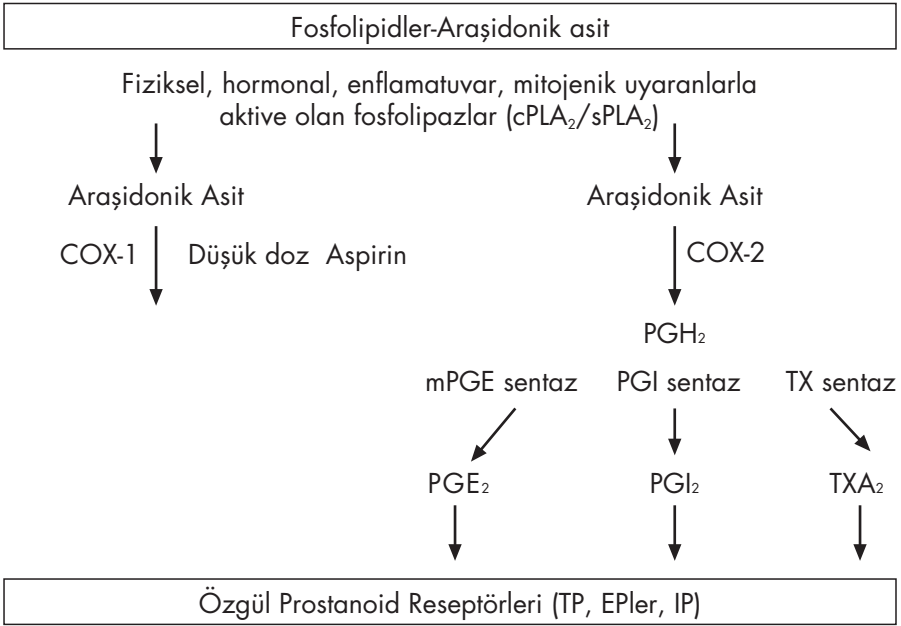 Fosfolipidler-Araşidonik asit
Fiziksel, hormonal, enflamatuvar, mitojenik uyaranlarla
aktive olan fosfolipazlar (cPLA₂/sPLA₂)
Araşidonik Asit Araşidonik Asit
COX-1 Düşük doz Aspirin COX-2
PGH₂
mPGE sentaz PGI sentaz TX sentaz
PGE₂ PGI₂ TXA₂
Özgül Prostanoid Reseptörleri (TP, EPler, IP)